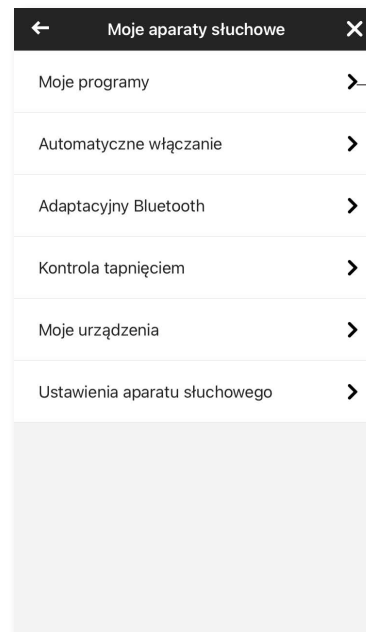 Moje aparaty słuchowe
Moje programy
Automatyczne włączanie
Adaptacyjny Bluetooth
Kontrola tapnięciem
Moje urządzenia
Ustawienia aparatu słuchowego